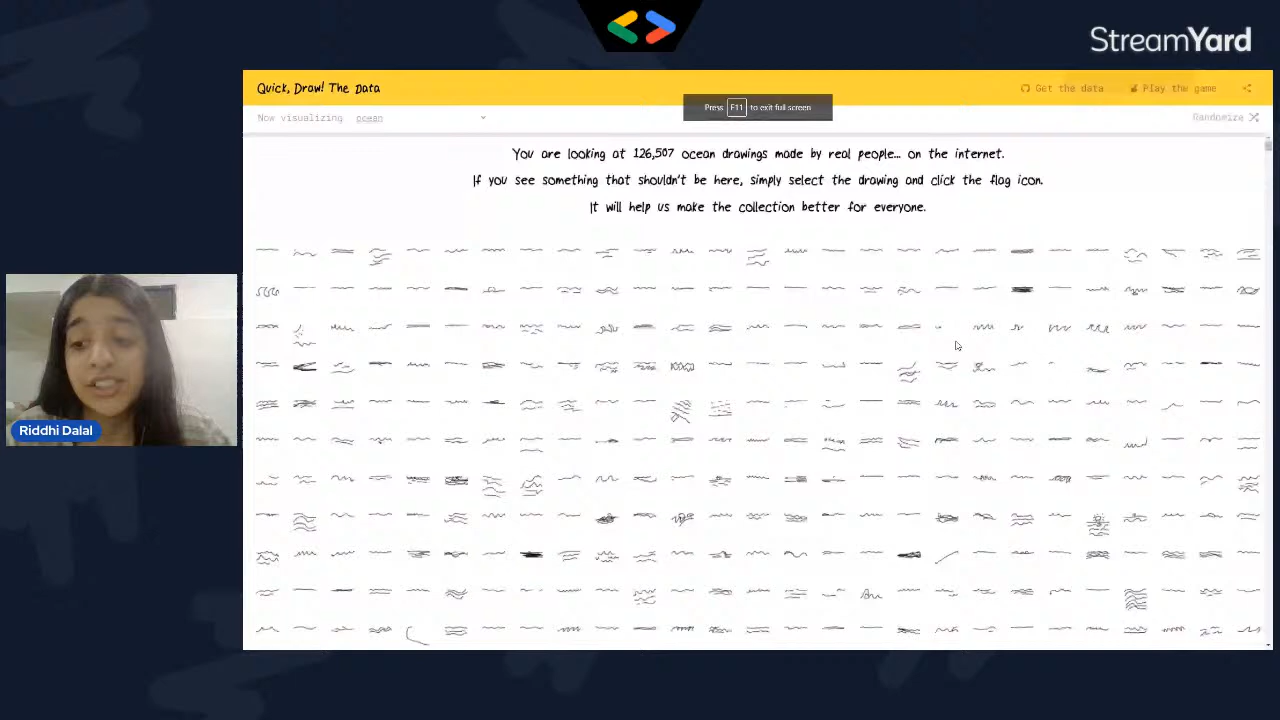 StreamYard
Quick, Draw! The Data
Get the data
Play the game
Press F11 to exit full screen
Now visualizing ocean
Randomize
You are looking at 126,507 ocean drawings made by real people... on the internet.
If you see something that shouldn't be here, simply select the drawing and click the flag icon.
It will help us make the collection better for everyone.
Riddhi Dalal